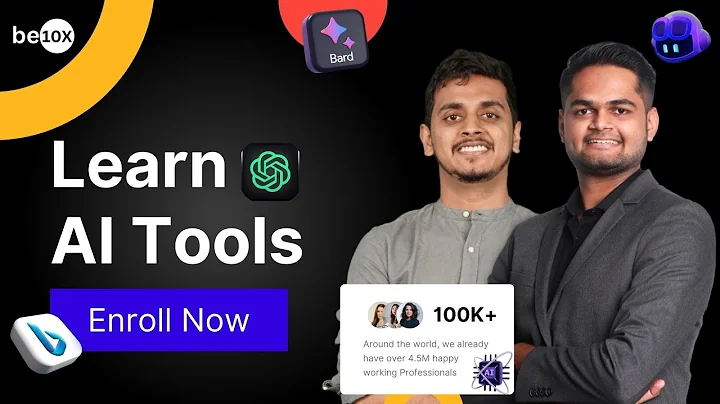 be10X
Bard
Learn
AI Tools
Enroll Now
100K+
Around the world, we already
have over 4.5M happy
working Professionals
AI